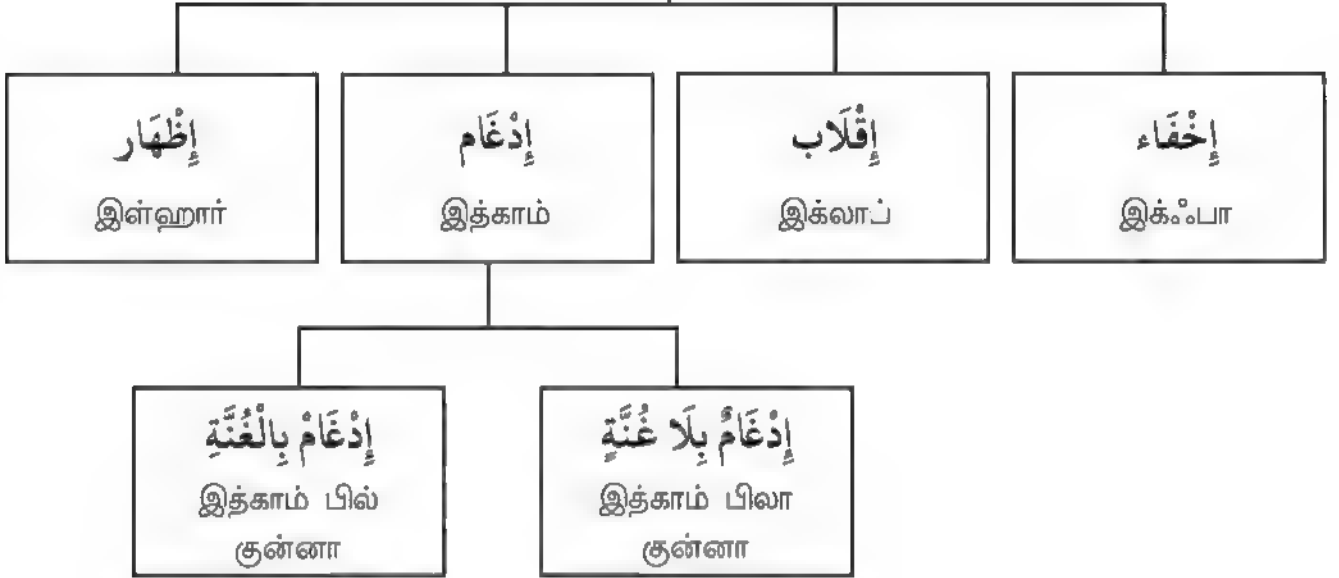 إِظْهَار
இள்ஹார்
إِدْغَام
இத்காம்
إِقْلَاب
இக்லாப்
إِخْفَاء
இக்ஃபா
إِدْغَامْ بِالْغُنَّةِ
இத்காம் பில்
குன்னா
إِدْغَامٌ بِلَا غُنَّةٍ
இத்காம் பிலா
குன்னா